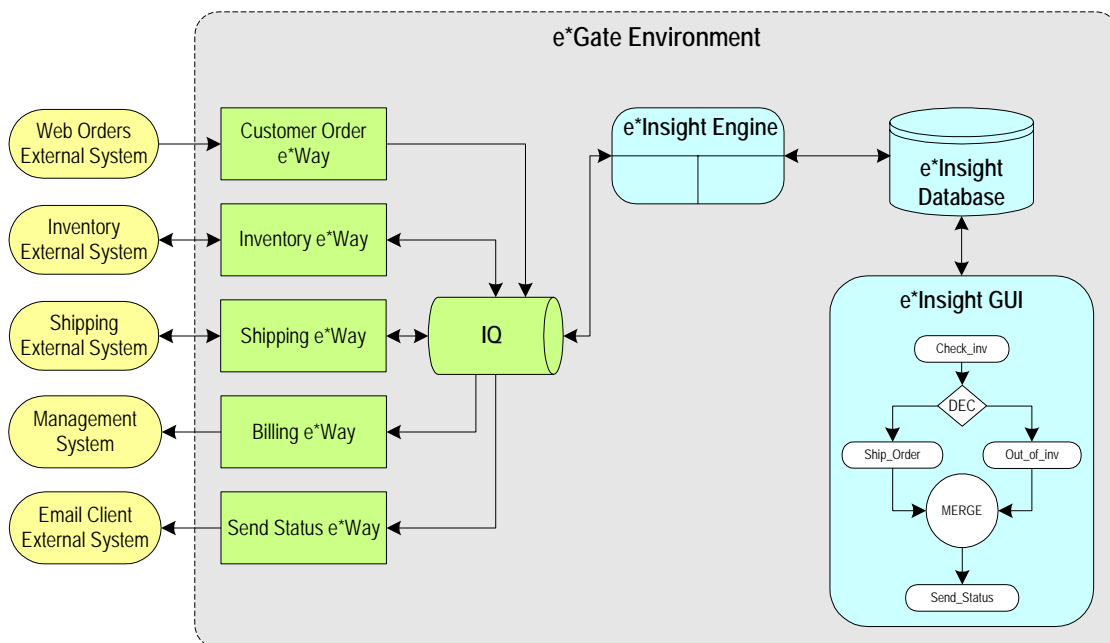 e*Gate Environment
Web Orders
External System
Customer Order
e*Way
e*Insight Engine
e*Insight
Database
Inventory
External System
Inventory e*Way
Shipping
External System
Shipping e*Way
IQ
Management
System
Billing e*Way
Email Client
External System
Send Status e*Way
e*Insight GUI
Check_inv
DEC
Ship_Order
Out_of_inv
MERGE
Send_Status